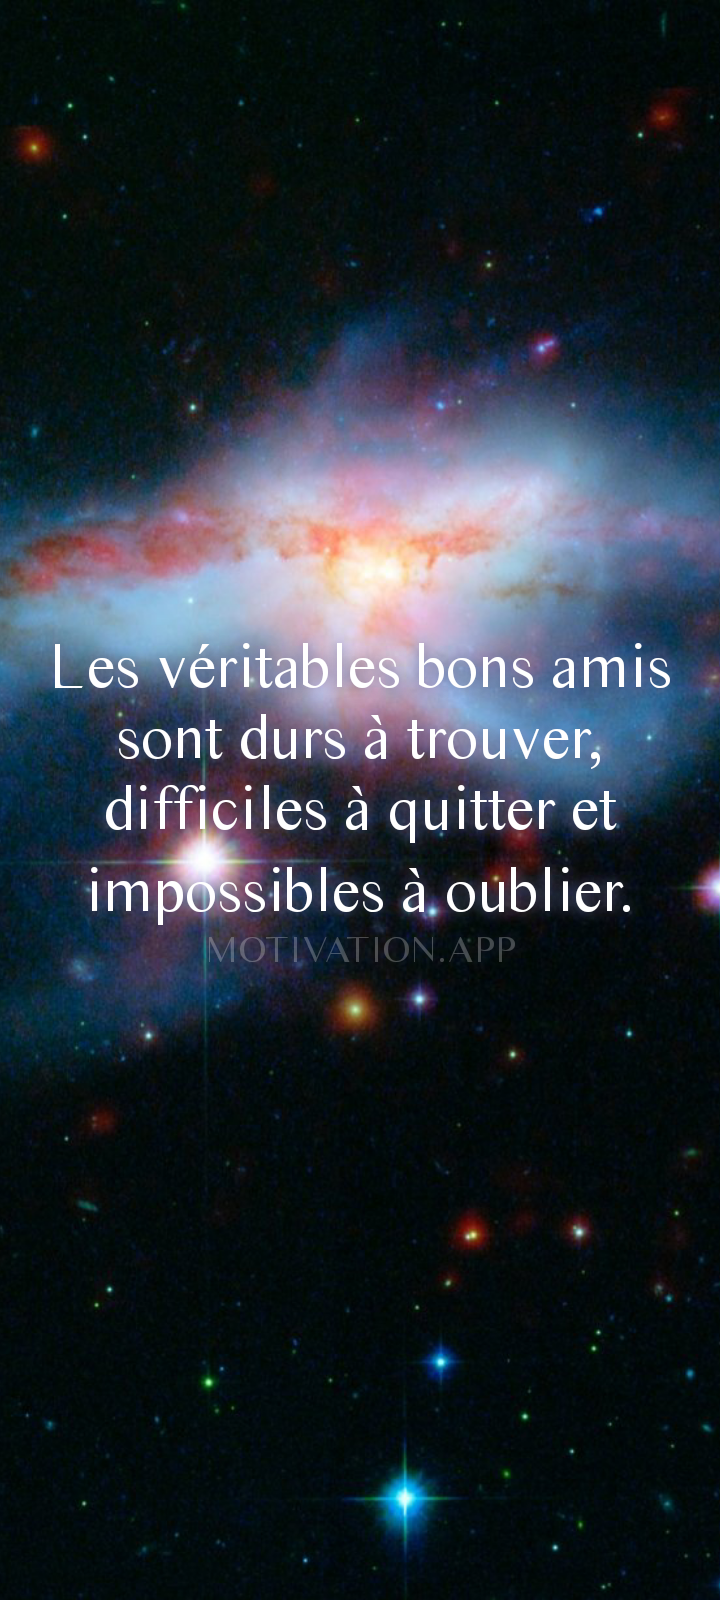 Les véritables bons amis
sont durs à trouver,
difficiles à quitter et
impossibles à oublier.
MOTIVATION.APP